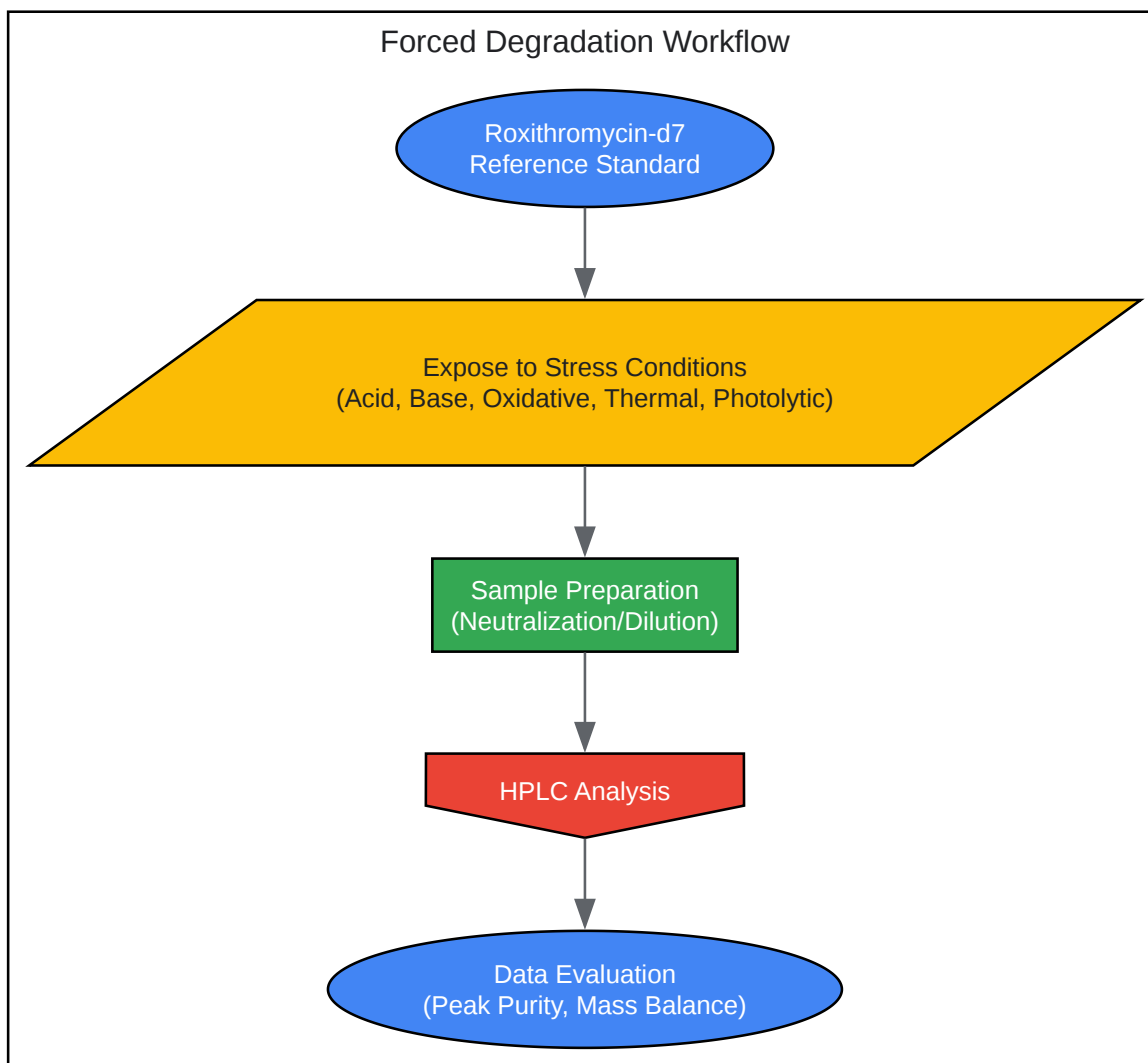 Forced Degradation Workflow
Roxithromycin-d7
Reference Standard
Expose to Stress Conditions
(Acid, Base, Oxidative, Thermal, Photolytic)
Sample Preparation
(Neutralization/Dilution)
HPLC Analysis
Data Evaluation
(Peak Purity, Mass Balance)